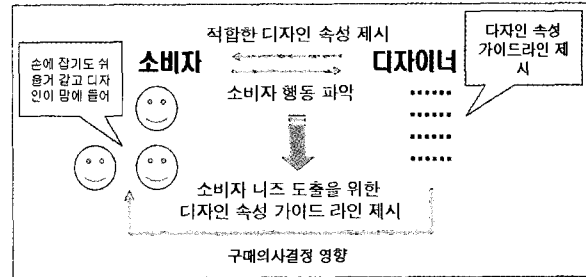 적합한 디자인 속성 제시
소비자
디자이너
소비자 행동 파악
손에 잡기도 쉬
울거 같고 디자
인이 맘에 들어
디자인 속성
가이드라인 제
시
소비자 니즈 도출을 위한
디자인 속성 가이드 라인 제시
구매의사결정 영향